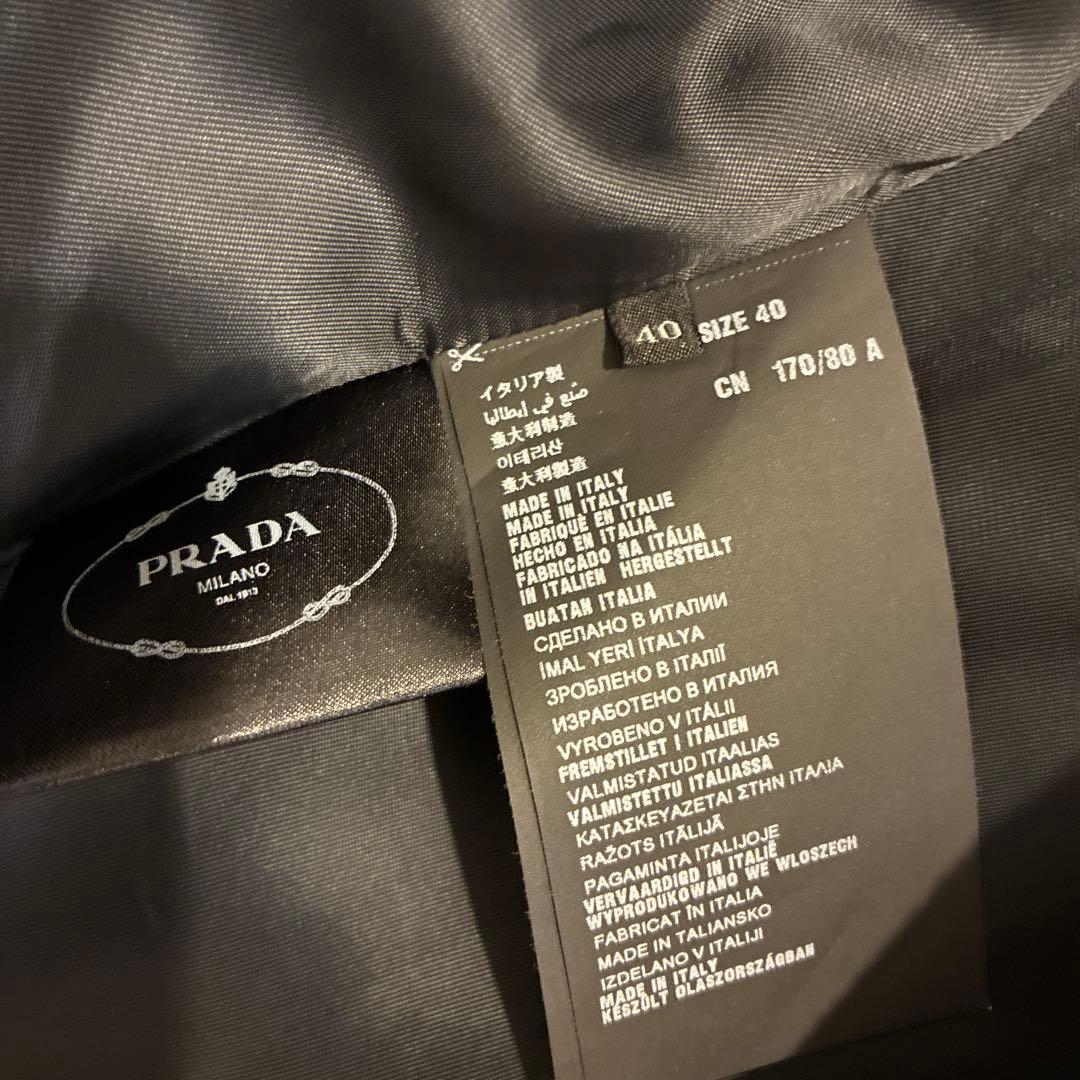 PRADA
MILANO
DAL 1913
40
SIZE 40
CN 170/80 A
イタリア製
صنع في إيطاليا
意大利制造
이테리산
意大利製造
MADE IN ITALY
MADE IN ITALY
FABRIQUÉ EN ITALIE
HECHO EN ITALIA
FABRICADO NA ITÁLIA
IN ITALIEN HERGESTELLT
BUATAN ITALIA
СДЕЛАНО В ИТАЛИИ
İMAL YERİ İTALYA
ЗРОБЛЕНО В ІТАЛІЇ
ИЗРАБОТЕНО В ИТАЛИЯ
VYROBENO V ITÁLII
FREMSTILLET I ITALIEN
VALMISTATUD ITAALIAS
VALMISTETTU ITALIASSA
ΚΑΤΑΣΚΕΥΑΖΕΤΑΙ ΣΤΗΝ ΙΤΑΛΙΑ
RAŽOTS ITĀLIJĀ
PAGAMINTA ITALIJOJE
VERVAARDIGD IN ITALIË
WYPRODUKOWANO WE WLOSZECH
FABRICAT ÎN ITALIA
MADE IN TALIANSKO
IZDELANO V ITALIJI
MADE IN ITALY
KÉSZÜLT OLASZORSZÁGBAN